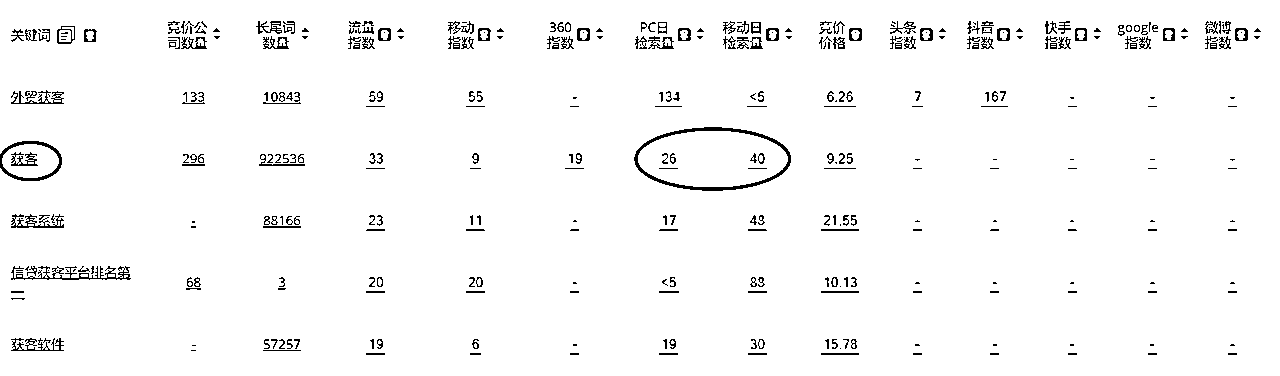 关键词 竞价公司数量 长尾词数量 流量指数 移动指数 360指数 PC日检索量 移动日检索量 竞价价格 头条指数 抖音指数 快手指数 google指数 微博指数
外贸获客 133 10843 59 55 - 134 <5 6.26 7 167 - - -
获客 296 922536 33 9 19 26 40 9.25 - - - - -
获客系统 - 88166 23 11 - 17 48 21.55 - - - - -
信贷获客平台排名第二 68 3 20 20 - <5 88 10.13 - - - - -
获客软件 - 57257 19 6 - 19 30 15.78 - - - - -